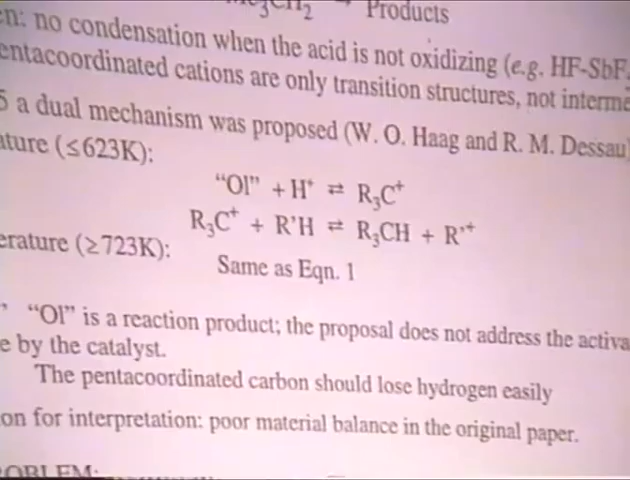 Me₃CH₂ → Products
en: no condensation when the acid is not oxidizing (e.g. HF-SbF
entacoordinated cations are only transition structures, not interme
5 a dual mechanism was proposed (W. O. Haag and R. M. Dessau
ature (≤623K):
"Ol" + H⁺ ⇄ R₃C⁺
R₃C⁺ + R'H ⇄ R₃CH + R'⁺
erature (≥723K):
Same as Eqn. 1
"Ol" is a reaction product; the proposal does not address the activa
e by the catalyst.
The pentacoordinated carbon should lose hydrogen easily
on for interpretation: poor material balance in the original paper.
OBLEM: